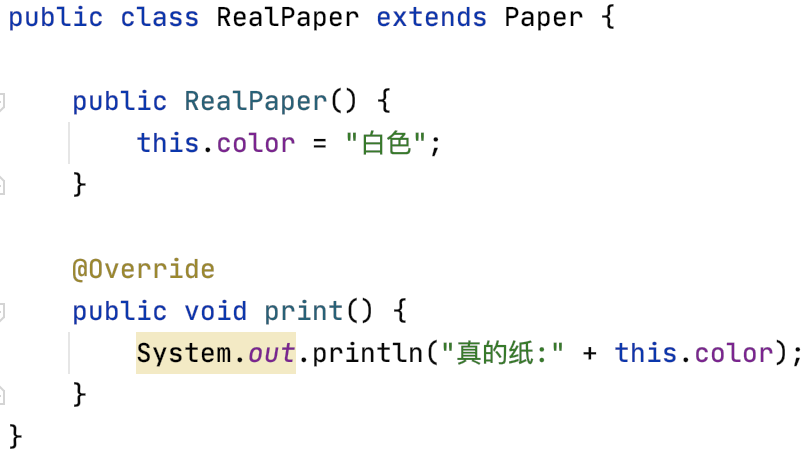 public class RealPaper extends Paper {
public RealPaper() {
this.color = "白色";
}
@Override
public void print() {
System.out.println("真的纸:" + this.color);
}
}